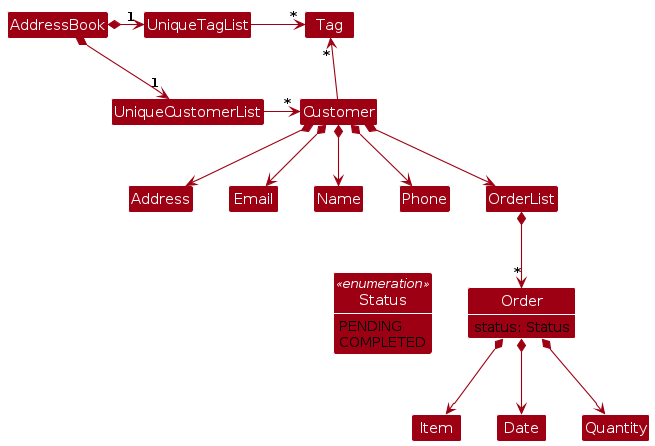 AddressBook
1
UniqueTagList
*
Tag
*
1
UniqueCustomerList
*
Customer
Address
Email
Name
Phone
OrderList
*
«enumeration»
Status
PENDING
COMPLETED
Order
status: Status
Item
Date
Quantity